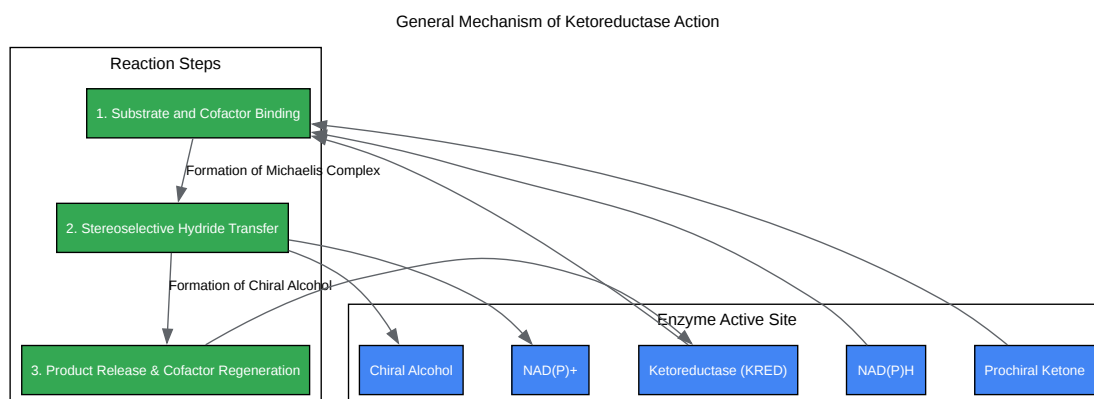 General Mechanism of Ketoreductase Action
Reaction Steps
1. Substrate and Cofactor Binding
Formation of Michaelis Complex
2. Stereoselective Hydride Transfer
Formation of Chiral Alcohol
3. Product Release & Cofactor Regeneration
Enzyme Active Site
Chiral Alcohol
NAD(P)+
Ketoreductase (KRED)
NAD(P)H
Prochiral Ketone